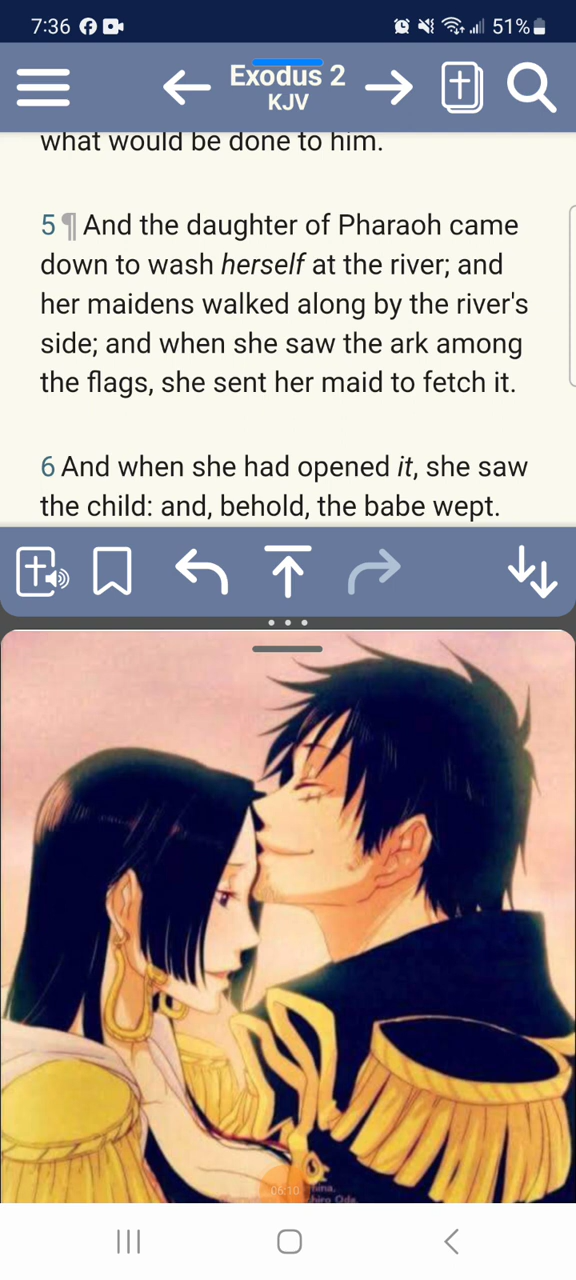 7:36
51%
Exodus 2
KJV
what would be done to him.
5 ¶ And the daughter of Pharaoh came
down to wash herself at the river; and
her maidens walked along by the river's
side; and when she saw the ark among
the flags, she sent her maid to fetch it.
6 And when she had opened it, she saw
the child: and, behold, the babe wept.
06:10
Oda